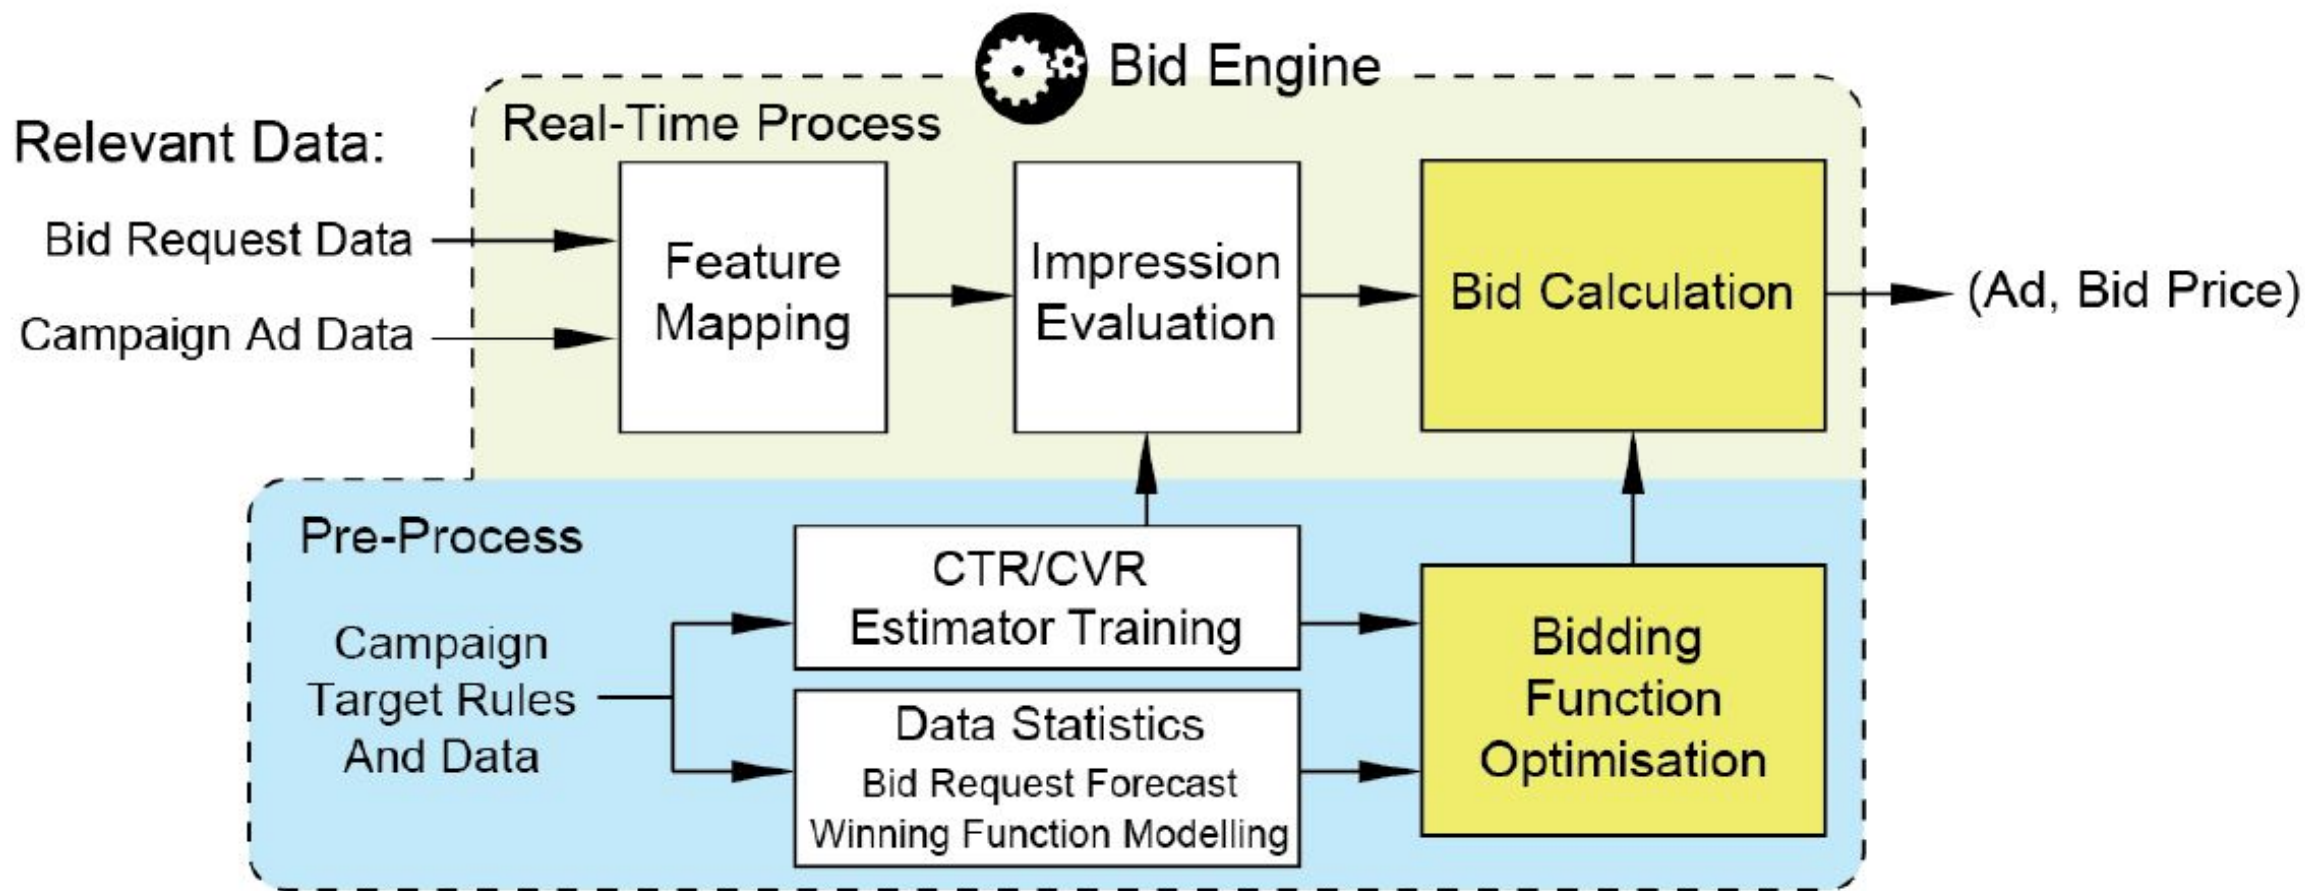 Bid Engine
Real-Time Process
Relevant Data:
Bid Request Data
Campaign Ad Data
Feature
Mapping
Impression
Evaluation
Bid Calculation
(Ad, Bid Price)
Pre-Process
Campaign
Target Rules
And Data
CTR/CVR
Estimator Training
Data Statistics
Bid Request Forecast
Winning Function Modelling
Bidding
Function
Optimisation